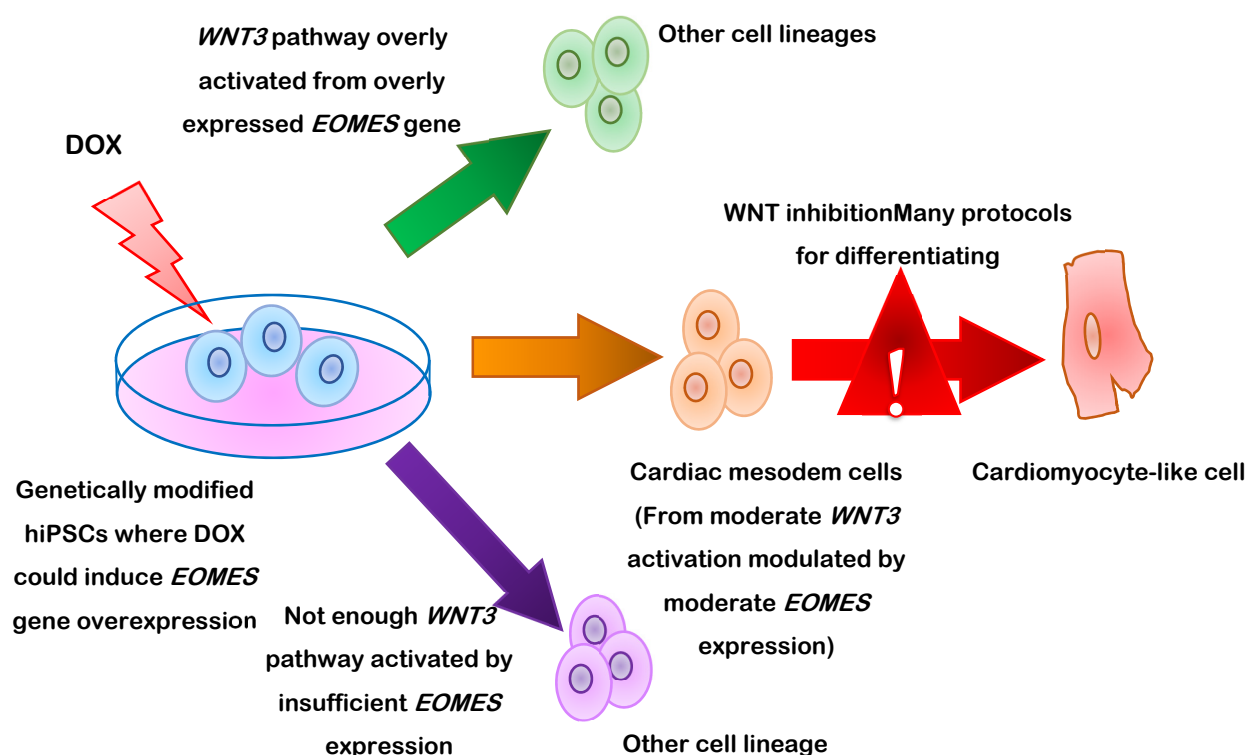 WNT3 pathway overly
activated from overly
expressed EOMES gene
Other cell lineages
DOX
WNT inhibitionMany protocols
for differentiating
Genetically modified
hiPSCs where DOX
could induce EOMES
gene overexpression
Cardiac mesodem cells
(From moderate WNT3
activation modulated by
moderate EOMES
expression)
Cardiomyocyte-like cell
Not enough WNT3
pathway activated by
insufficient EOMES
expression
Other cell lineage
!